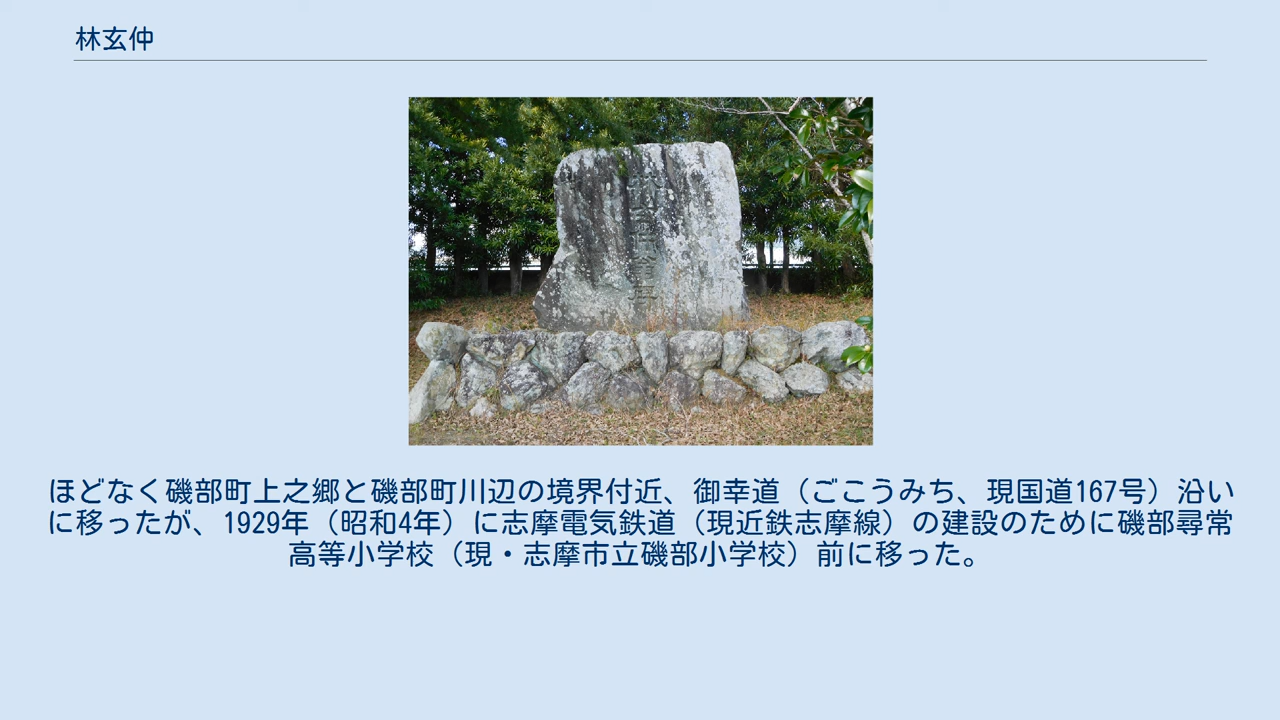 林玄仲
ほどなく磯部町上之郷と磯部町川辺の境界付近、御幸道（ごこうみち、現国道167号）沿い
に移ったが、1929年（昭和4年）に志摩電気鉄道（現近鉄志摩線）の建設のために磯部尋常
高等小学校（現・志摩市立磯部小学校）前に移った。